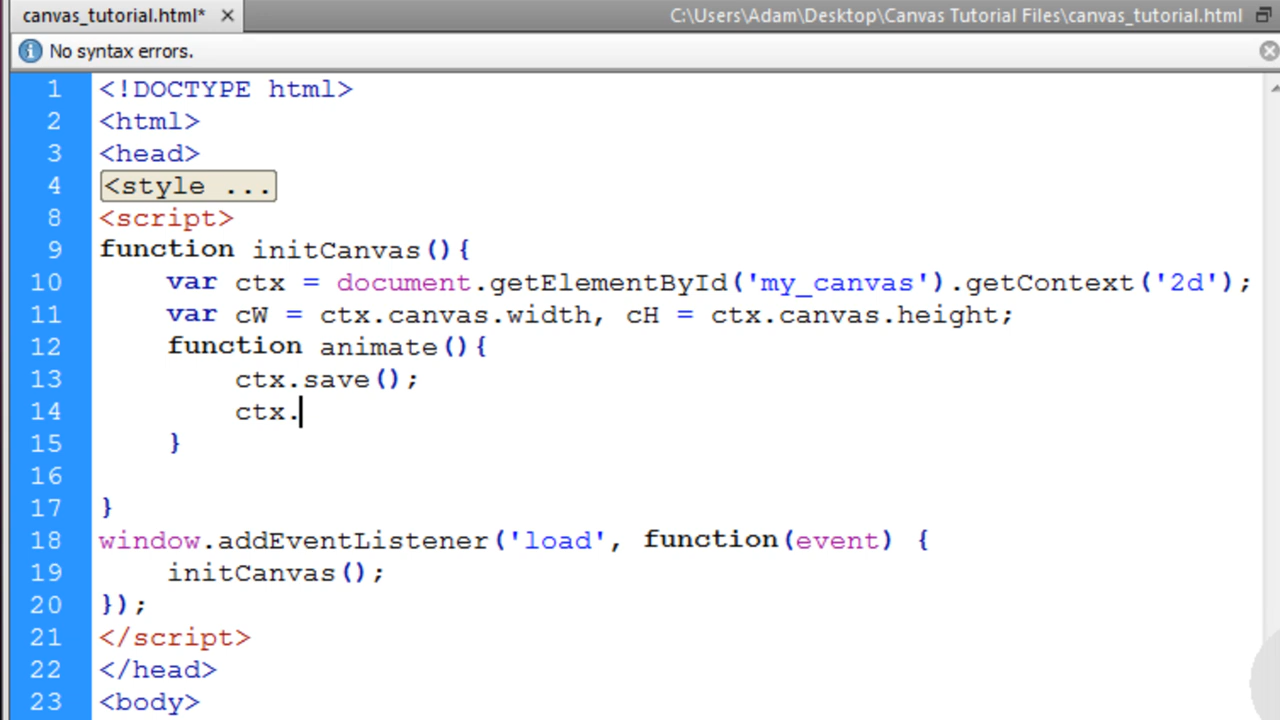 canvas_tutorial.html* × C:\Users\Adam\Desktop\Canvas Tutorial Files\canvas_tutorial.html
No syntax errors.
1 <!DOCTYPE html>
2 <html>
3 <head>
4 <style ...
8 <script>
9 function initCanvas(){
10 var ctx = document.getElementById('my_canvas').getContext('2d');
11 var cW = ctx.canvas.width, cH = ctx.canvas.height;
12 function animate(){
13 ctx.save();
14 ctx.
15 }
16
17 }
18 window.addEventListener('load', function(event) {
19 initCanvas();
20 });
21 </script>
22 </head>
23 <body>